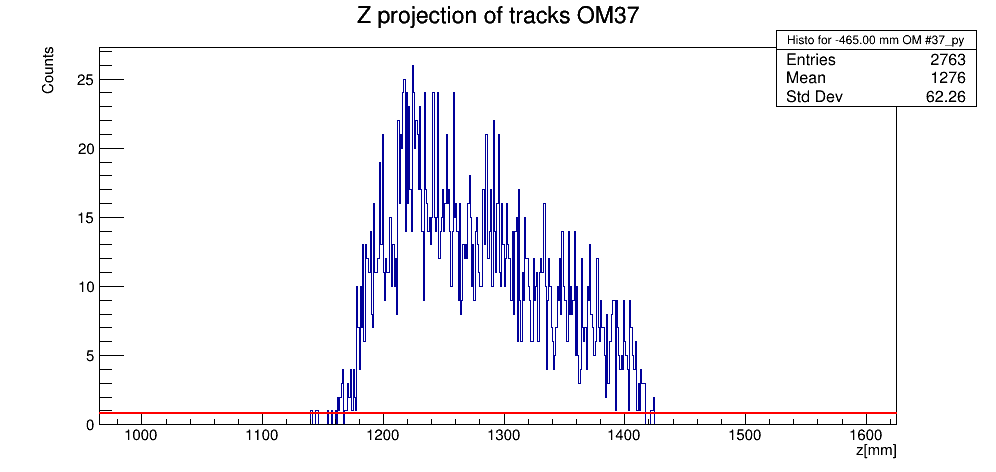 Z projection of tracks OM37
Histo for -465.00 mm OM #37_py
Entries 2763
Mean 1276
Std Dev 62.26
Counts
25
20
15
10
5
0
1000 1100 1200 1300 1400 1500 1600
z[mm]